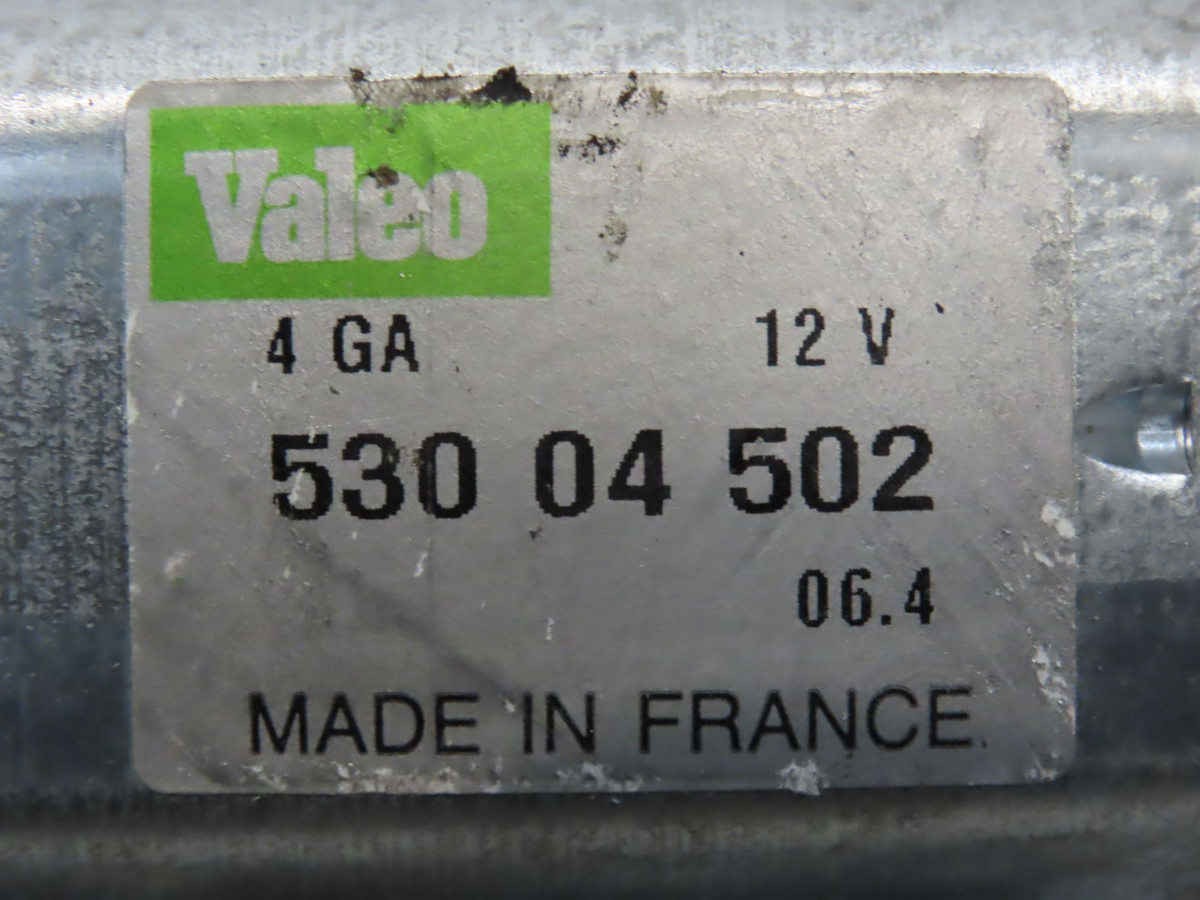 Valeo
4 GA 12 V
530 04 502
06.4
MADE IN FRANCE